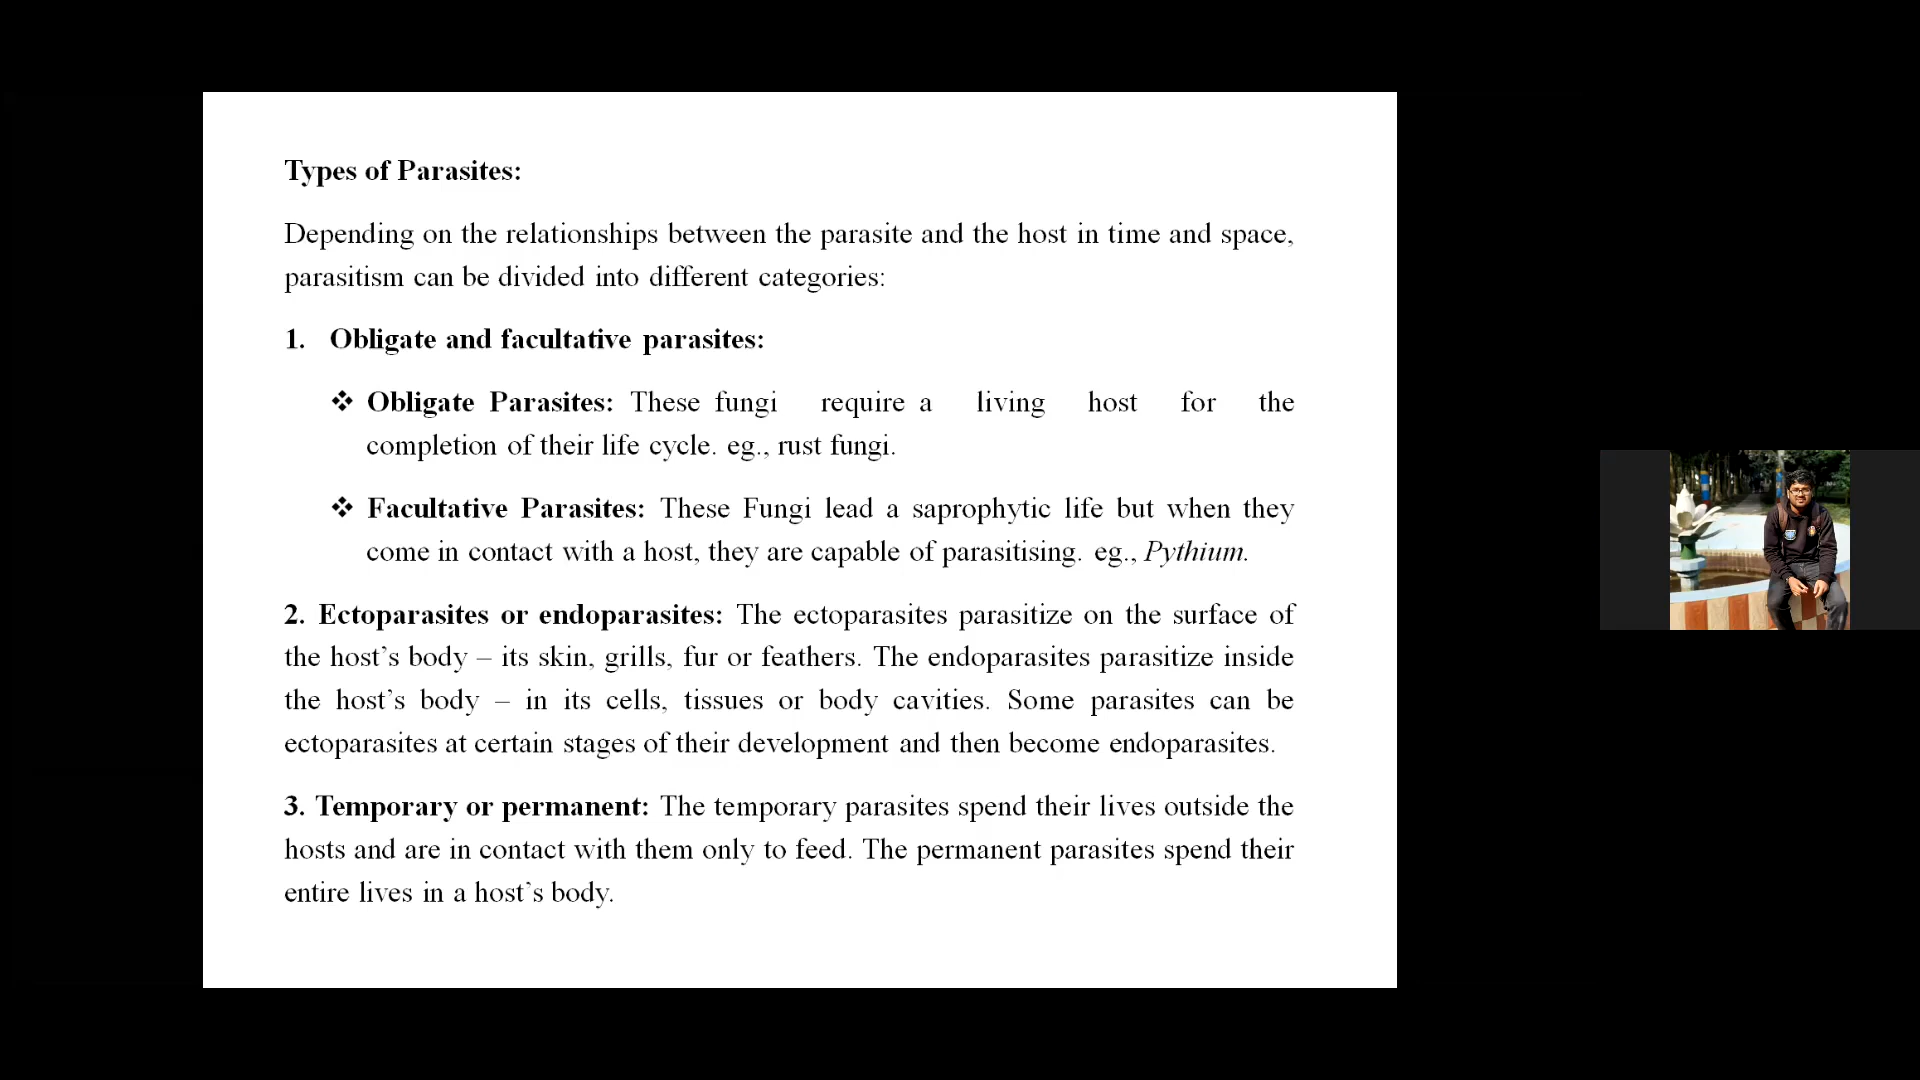 Types of Parasites:
Depending on the relationships between the parasite and the host in time and space,
parasitism can be divided into different categories:
1. Obligate and facultative parasites:
❖ Obligate Parasites: These fungi require a living host for the
completion of their life cycle. eg., rust fungi.
❖ Facultative Parasites: These Fungi lead a saprophytic life but when they
come in contact with a host, they are capable of parasitising. eg., Pythium.
2. Ectoparasites or endoparasites: The ectoparasites parasitize on the surface of
the host’s body – its skin, grills, fur or feathers. The endoparasites parasitize inside
the host’s body – in its cells, tissues or body cavities. Some parasites can be
ectoparasites at certain stages of their development and then become endoparasites.
3. Temporary or permanent: The temporary parasites spend their lives outside the
hosts and are in contact with them only to feed. The permanent parasites spend their
entire lives in a host’s body.